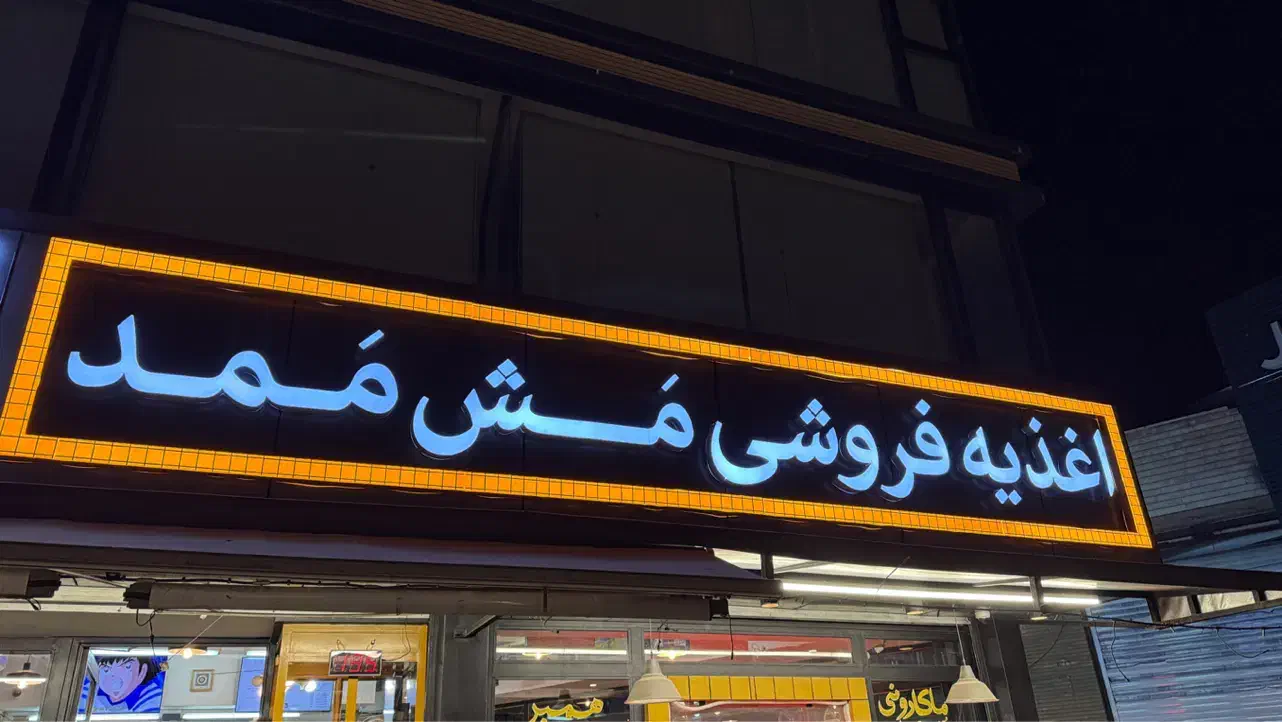 اغذیه فروشی مَش مَمد
ماکارونی
همبر